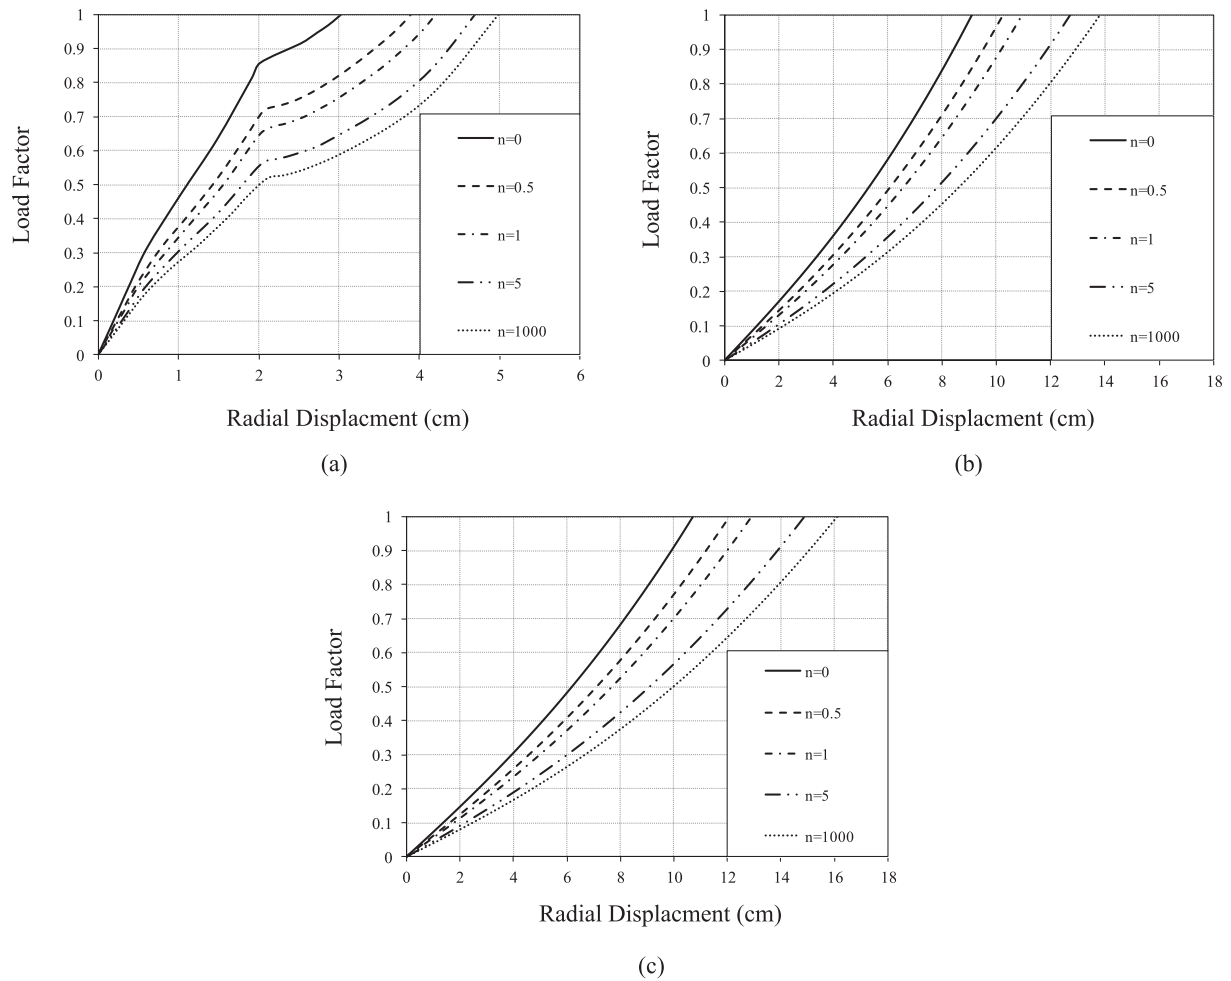 1
0.9
0.8
0.7
0.6
0.5
0.4
0.3
0.2
0.1
0
Load Factor
n=0
n=0.5
n=1
n=5
n=1000
0 1 2 3 4 5 6
Radial Displacment (cm)
(a)
1
0.9
0.8
0.7
0.6
0.5
0.4
0.3
0.2
0.1
0
Load Factor
n=0
n=0.5
n=1
n=5
n=1000
0 2 4 6 8 10 12 14 16 18
Radial Displacment (cm)
(b)
1
0.9
0.8
0.7
0.6
0.5
0.4
0.3
0.2
0.1
0
Load Factor
n=0
n=0.5
n=1
n=5
n=1000
0 2 4 6 8 10 12 14 16 18
Radial Displacment (cm)
(c)